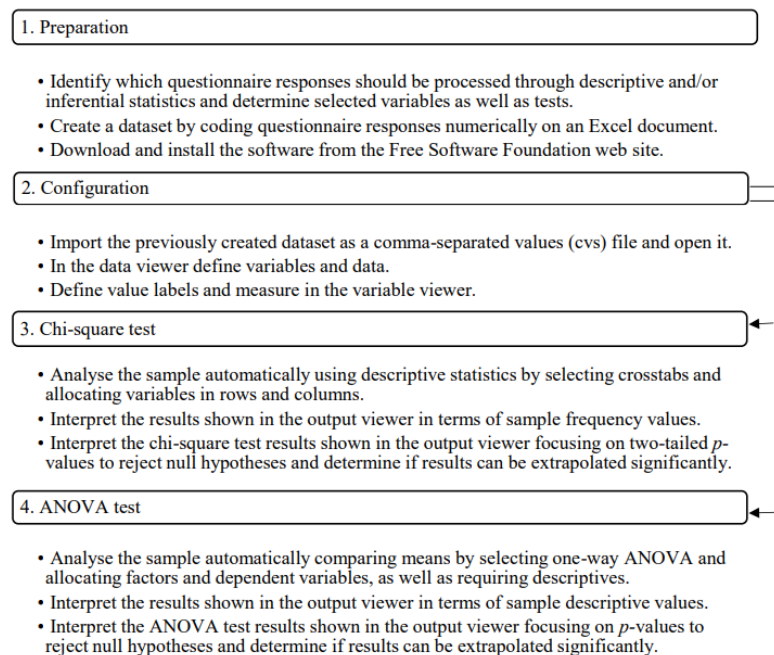 1. Preparation
• Identify which questionnaire responses should be processed through descriptive and/or
inferential statistics and determine selected variables as well as tests.
• Create a dataset by coding questionnaire responses numerically on an Excel document.
• Download and install the software from the Free Software Foundation web site.
2. Configuration
• Import the previously created dataset as a comma-separated values (cvs) file and open it.
• In the data viewer define variables and data.
• Define value labels and measure in the variable viewer.
3. Chi-square test
• Analyse the sample automatically using descriptive statistics by selecting crosstabs and
allocating variables in rows and columns.
• Interpret the results shown in the output viewer in terms of sample frequency values.
• Interpret the chi-square test results shown in the output viewer focusing on two-tailed p-
values to reject null hypotheses and determine if results can be extrapolated significantly.
4. ANOVA test
• Analyse the sample automatically comparing means by selecting one-way ANOVA and
allocating factors and dependent variables, as well as requiring descriptives.
• Interpret the results shown in the output viewer in terms of sample descriptive values.
• Interpret the ANOVA test results shown in the output viewer focusing on p-values to
reject null hypotheses and determine if results can be extrapolated significantly.